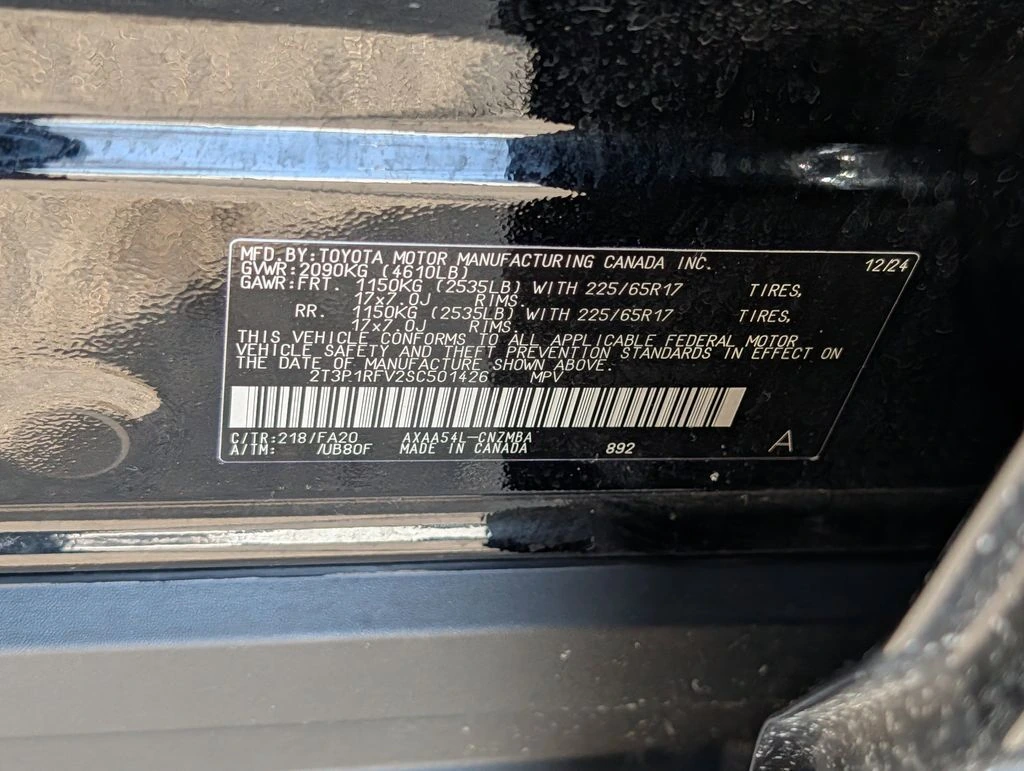 MFD.BY:TOYOTA MOTOR MANUFACTURING CANADA INC. 12/24
GVWR:2090KG (4610LB)
GAWR:FRT. 1150KG (2535LB) WITH 225/65R17 TIRES,
17x7.0J RIMS.
RR. 1150KG (2535LB) WITH 225/65R17 TIRES,
17x7.0J RIMS.
THIS VEHICLE CONFORMS TO ALL APPLICABLE FEDERAL MOTOR
VEHICLE SAFETY AND THEFT PREVENTION STANDARDS IN EFFECT ON
THE DATE OF MANUFACTURE SHOWN ABOVE.
2T3P1RFV2SC501426 MPV
C/TR:218/FA20 AXAA54L-CNZMBA
A/TM: /UB80F MADE IN CANADA 892 A